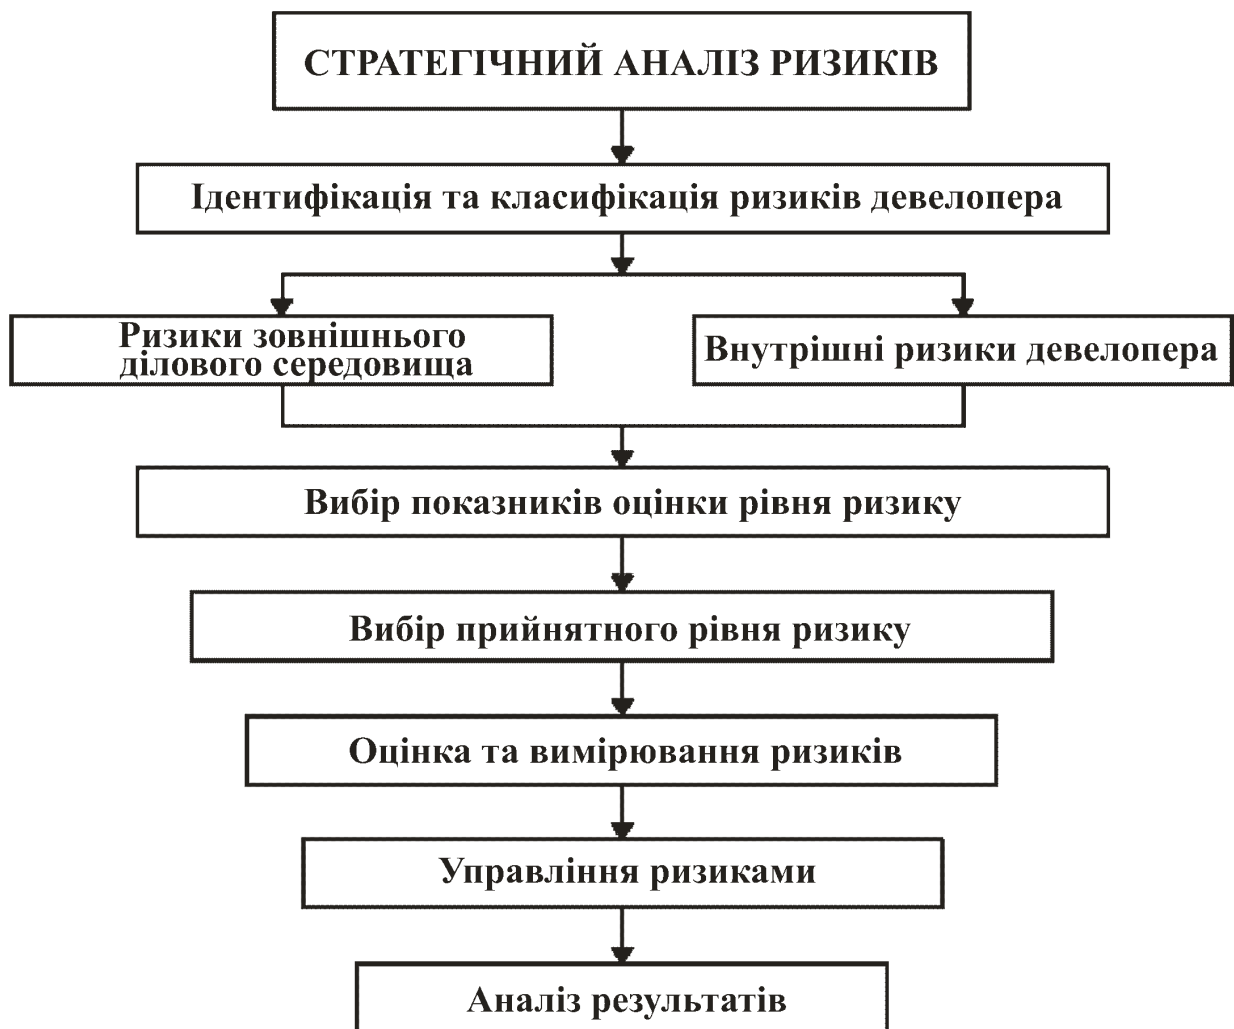 СТРАТЕГІЧНИЙ АНАЛІЗ РИЗИКІВ
Ідентифікація та класифікація ризиків девелопера
Ризики зовнішнього
ділового середовища
Внутрішні ризики девелопера
Вибір показників оцінки рівня ризику
Вибір прийнятного рівня ризику
Оцінка та вимірювання ризиків
Управління ризиками
Аналіз результатів